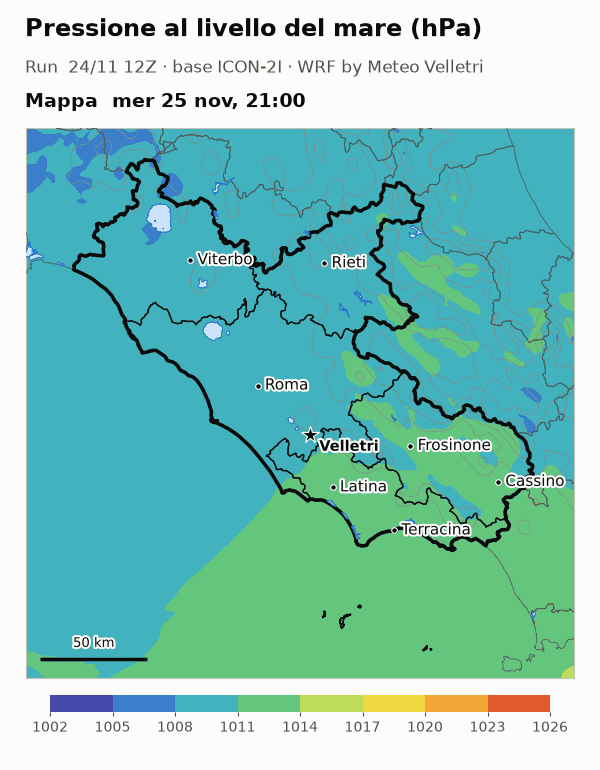 Pressione al livello del mare (hPa)
Run  24/11 12Z · base ICON-2I · WRF by Meteo Velletri
Mappa  mer 25 nov, 21:00
Viterbo
Rieti
Roma
Velletri
Frosinone
Latina
Cassino
Terracina
50 km
1002 1005 1008 1011 1014 1017 1020 1023 1026